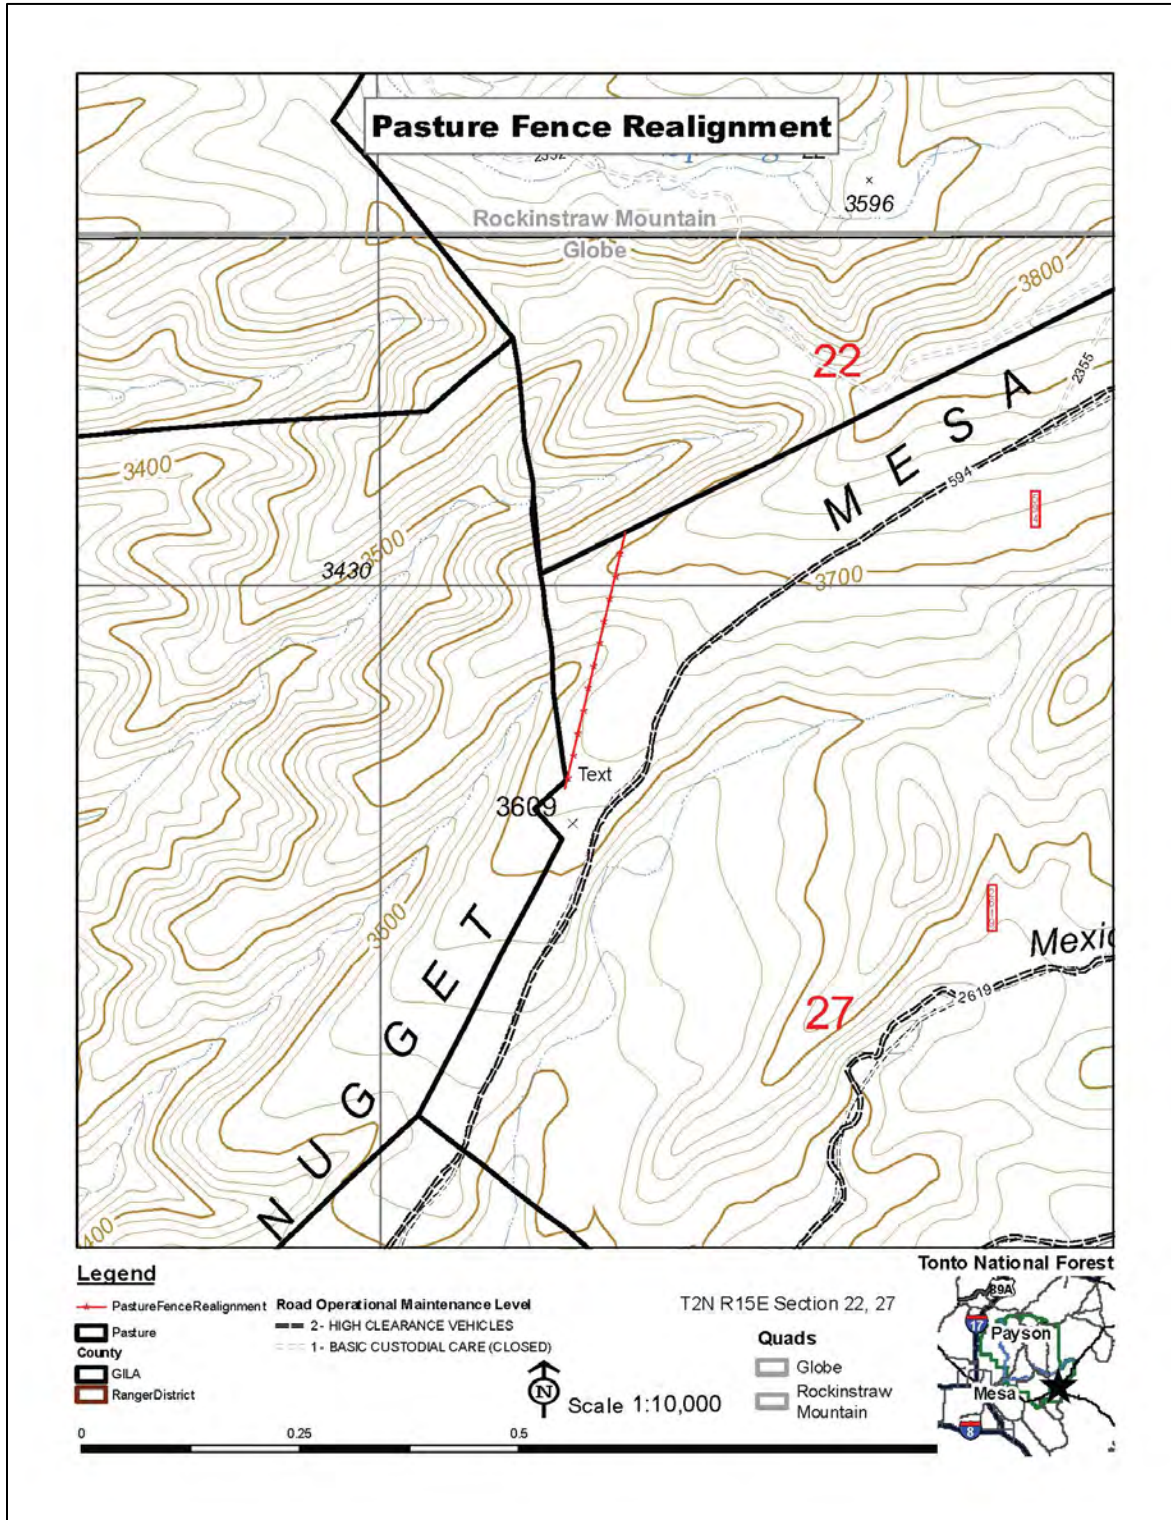 Pasture Fence Realignment
3596
Rockinstraw Mountain
Globe
3800
22
2355
MESA
594
3400
3500
3430
3700
Text
3609
3500
Mexic
2619
27
NUGGET
400
Legend
PastureFenceRealignment
Pasture
County
GILA
RangerDistrict
Road Operational Maintenance Level
2- HIGH CLEARANCE VEHICLES
1- BASIC CUSTODIAL CARE (CLOSED)
N
Scale 1:10,000
T2N R15E Section 22, 27
Quads
Globe
Rockinstraw
Mountain
Tonto National Forest
89A
17
Payson
Mesa
8
0 0.25 0.5